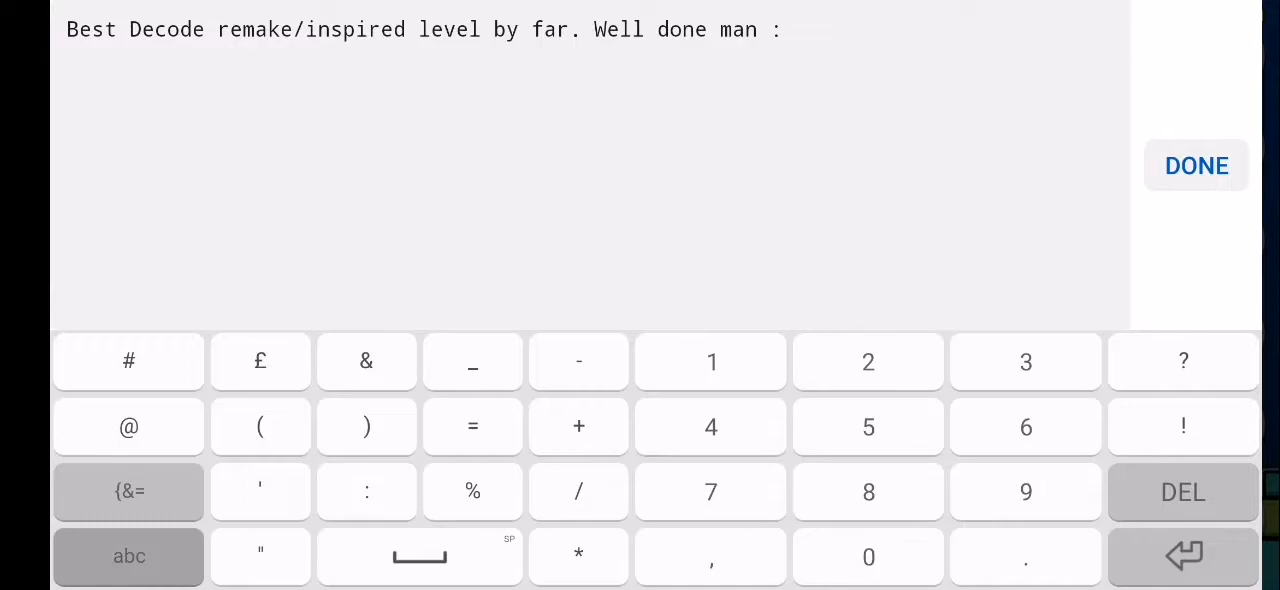 Best Decode remake/inspired level by far. Well done man :
DONE
# £ & _ - 1 2 3 ?
@ ( ) = + 4 5 6 !
{&= ' : % / 7 8 9 DEL
abc " SP * , 0 .